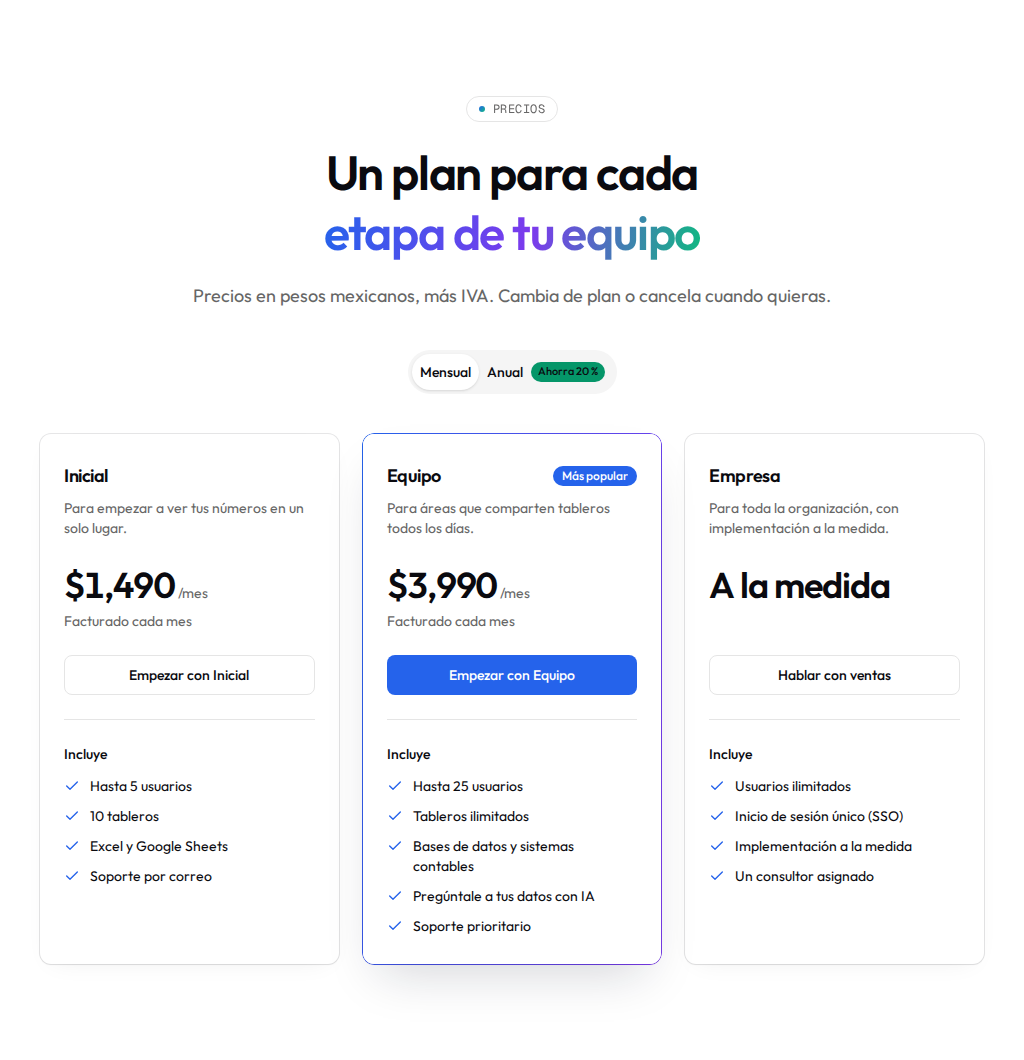 PRECIOS
Un plan para cada
etapa de tu equipo
Precios en pesos mexicanos, más IVA. Cambia de plan o cancela cuando quieras.
Mensual
Anual
Ahorra 20 %
Inicial
Para empezar a ver tus números en un
solo lugar.
$1,490 /mes
Facturado cada mes
Empezar con Inicial
Incluye
Hasta 5 usuarios
10 tableros
Excel y Google Sheets
Soporte por correo
Equipo
Más popular
Para áreas que comparten tableros
todos los días.
$3,990 /mes
Facturado cada mes
Empezar con Equipo
Incluye
Hasta 25 usuarios
Tableros ilimitados
Bases de datos y sistemas
contables
Pregúntale a tus datos con IA
Soporte prioritario
Empresa
Para toda la organización, con
implementación a la medida.
A la medida
Hablar con ventas
Incluye
Usuarios ilimitados
Inicio de sesión único (SSO)
Implementación a la medida
Un consultor asignado